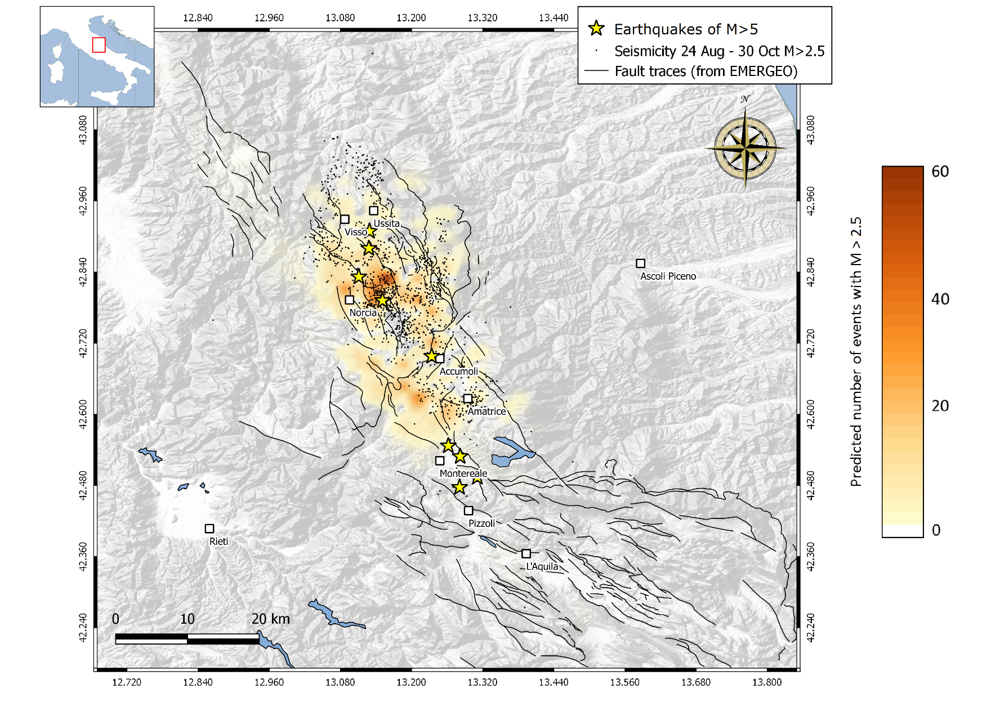 12.840 12.960 13.080 13.200 13.320 13.440
Earthquakes of M>5
Seismicity 24 Aug - 30 Oct M>2.5
Fault traces (from EMERGEO)
N
43.080
42.960
42.840
42.720
42.600
42.480
42.360
42.240
43.080
42.960
42.840
42.720
42.600
42.480
42.360
42.240
Ussita
Visso
Ascoli Piceno
Norcia
Accumoli
Amatrice
Montereale
Pizzoli
Rieti
L'Aquila
0 10 20 km
12.720 12.840 12.960 13.080 13.200 13.320 13.440 13.560 13.680 13.800
Predicted number of events with M > 2.5
60
40
20
0